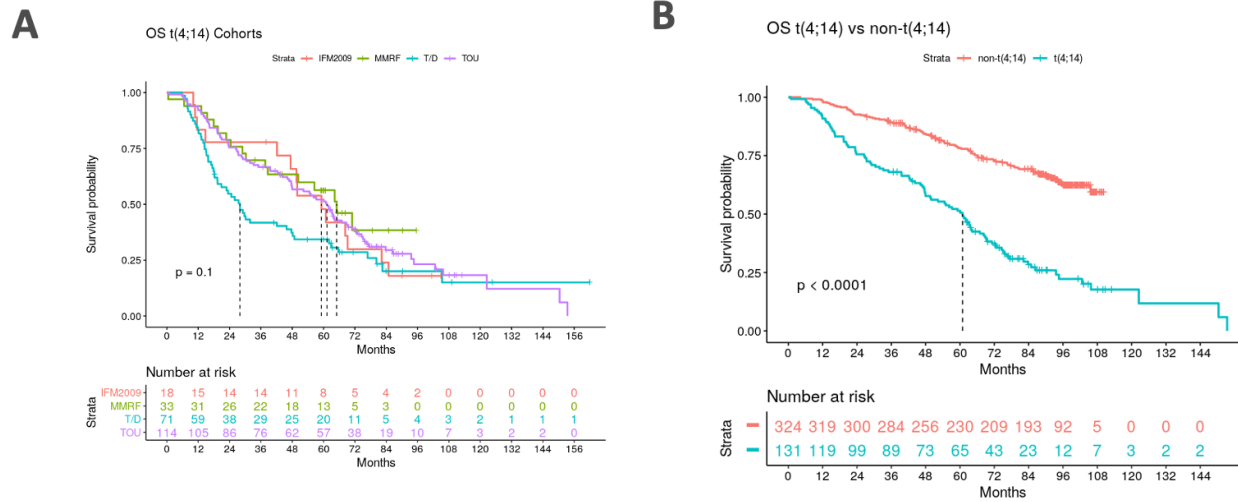 A
OS t(4;14) Cohorts
Strata IFM2009 MMRF T/D TOU
Survival probability
1.00
0.75
0.50
0.25
0.00
p = 0.1
0 12 24 36 48 60 72 84 96 108 120 132 144 156
Months
Number at risk
Strata
IFM2009 18 15 14 14 11 8 5 4 2 0 0 0 0 0
MMRF 33 31 26 22 18 13 5 3 0 0 0 0 0 0
T/D 71 59 38 29 25 20 11 5 4 3 2 1 1 1
TOU 114 105 86 76 62 57 38 19 10 7 3 2 2 0
0 12 24 36 48 60 72 84 96 108 120 132 144 156
Months
B
OS t(4;14) vs non-t(4;14)
Strata non-t(4;14) t(4;14)
Survival probability
1.00
0.75
0.50
0.25
0.00
p < 0.0001
0 12 24 36 48 60 72 84 96 108 120 132 144
Months
Number at risk
Strata
324 319 300 284 256 230 209 193 92 5 0 0 0
131 119 99 89 73 65 43 23 12 7 3 2 2
0 12 24 36 48 60 72 84 96 108 120 132 144
Months